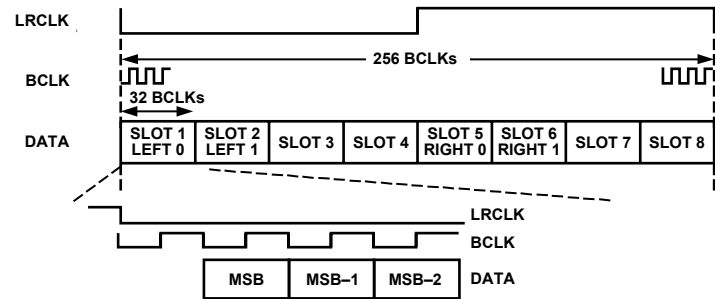 LRCLK
256 BCLKs
BCLK
32 BCLKs
DATA
SLOT 1
LEFT 0
SLOT 2
LEFT 1
SLOT 3
SLOT 4
SLOT 5
RIGHT 0
SLOT 6
RIGHT 1
SLOT 7
SLOT 8
LRCLK
BCLK
MSB
MSB–1
MSB–2
DATA